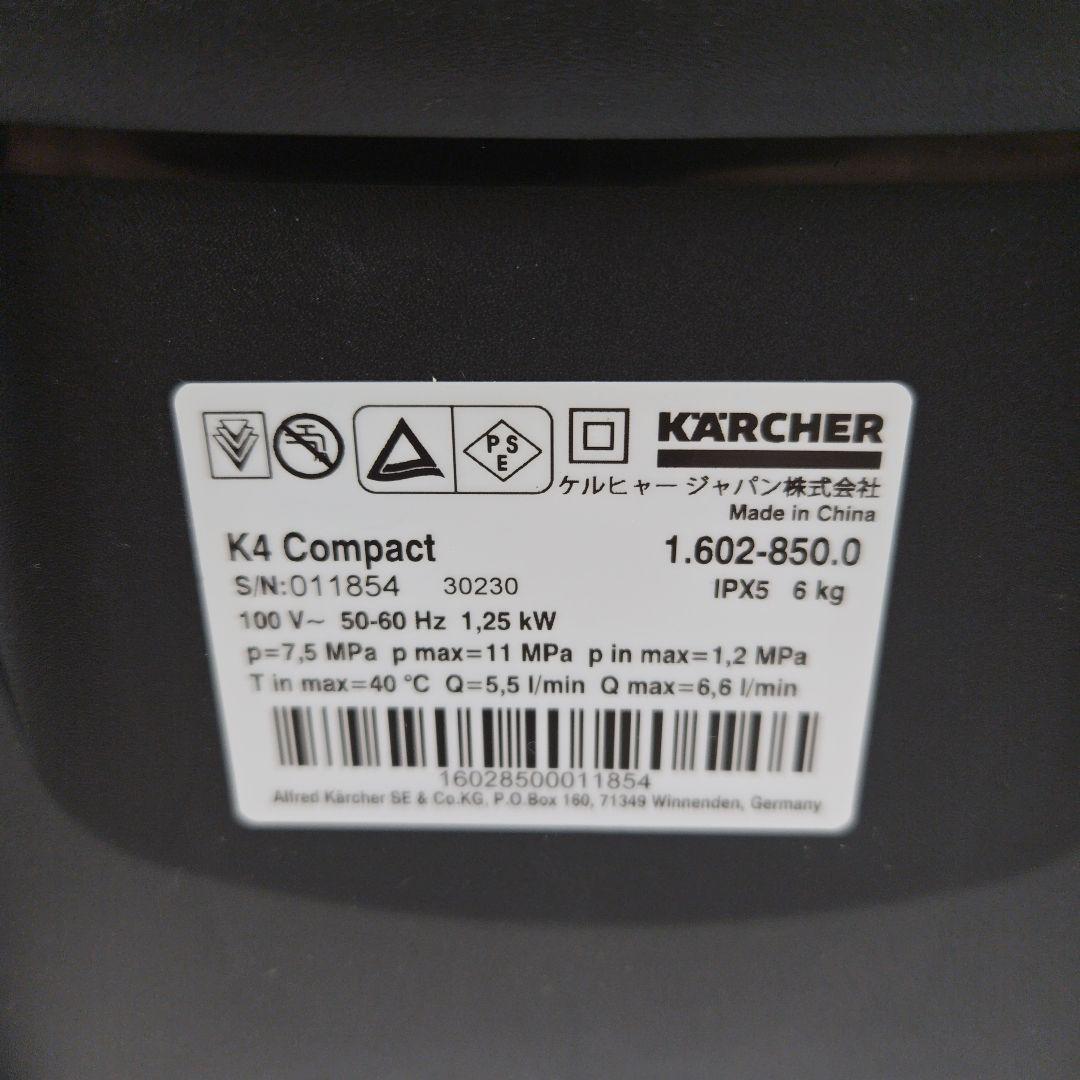 PSE
KÄRCHER
ケルヒャー ジャパン株式会社
Made in China
K4 Compact 1.602-850.0
S/N:011854 30230 IPX5 6 kg
100 V~ 50-60 Hz 1,25 kW
p=7,5 MPa p max=11 MPa p in max=1,2 MPa
T in max=40 °C Q=5,5 l/min Q max=6,6 l/min
16028500011854
Alfred Kärcher SE & Co.KG, P.O.Box 160, 71349 Winnenden, Germany